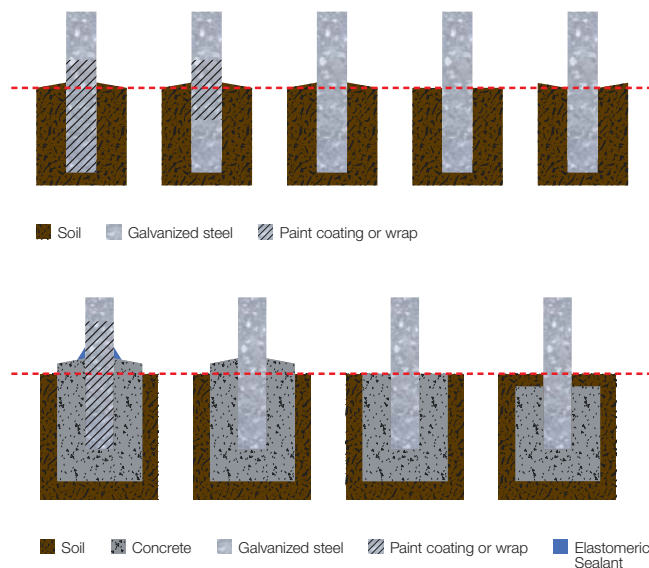 Soil Galvanized steel Paint coating or wrap
Soil Concrete Galvanized steel Paint coating or wrap Elastomeric
Sealant